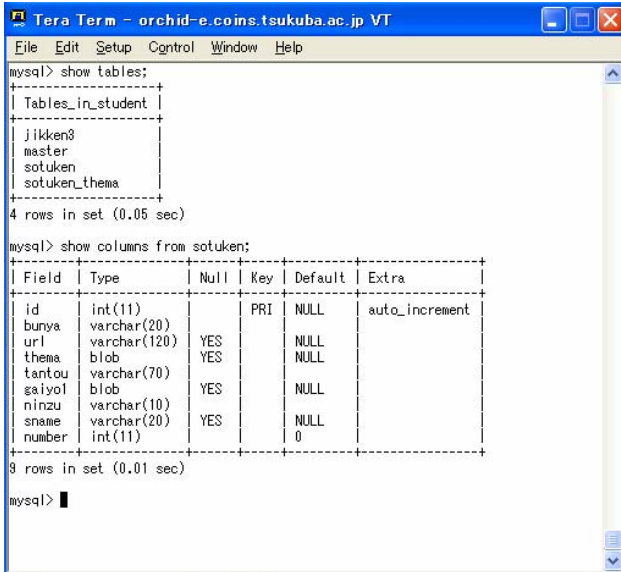 Tera Term - orchid-e.coins.tsukuba.ac.jp VT
File Edit Setup Control Window Help
mysql> show tables;
+-------------------+
| Tables_in_student |
+-------------------+
| jikken3           |
| master            |
| sotuken           |
| sotuken_thema     |
+-------------------+
4 rows in set (0.05 sec)
mysql> show columns from sotuken;
+--------+--------------+------+-----+---------+----------------+
| Field  | Type         | Null | Key | Default | Extra          |
+--------+--------------+------+-----+---------+----------------+
| id     | int(11)      |      | PRI | NULL    | auto_increment |
| bunya  | varchar(20)  |      |     |         |                |
| url    | varchar(120) | YES  |     | NULL    |                |
| thema  | blob         | YES  |     | NULL    |                |
| tantou | varchar(70)  |      |     |         |                |
| gaiyo1 | blob         | YES  |     | NULL    |                |
| ninzu  | varchar(10)  |      |     |         |                |
| sname  | varchar(20)  | YES  |     | NULL    |                |
| number | int(11)      |      |     | 0       |                |
+--------+--------------+------+-----+---------+----------------+
9 rows in set (0.01 sec)
mysql>